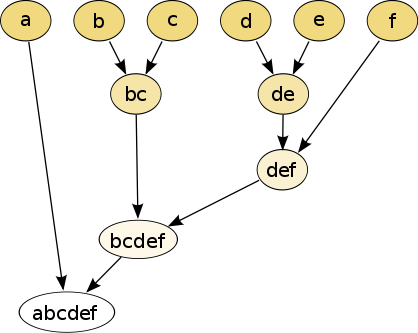 a b c d e f
bc de
def
bcdef
abcdef